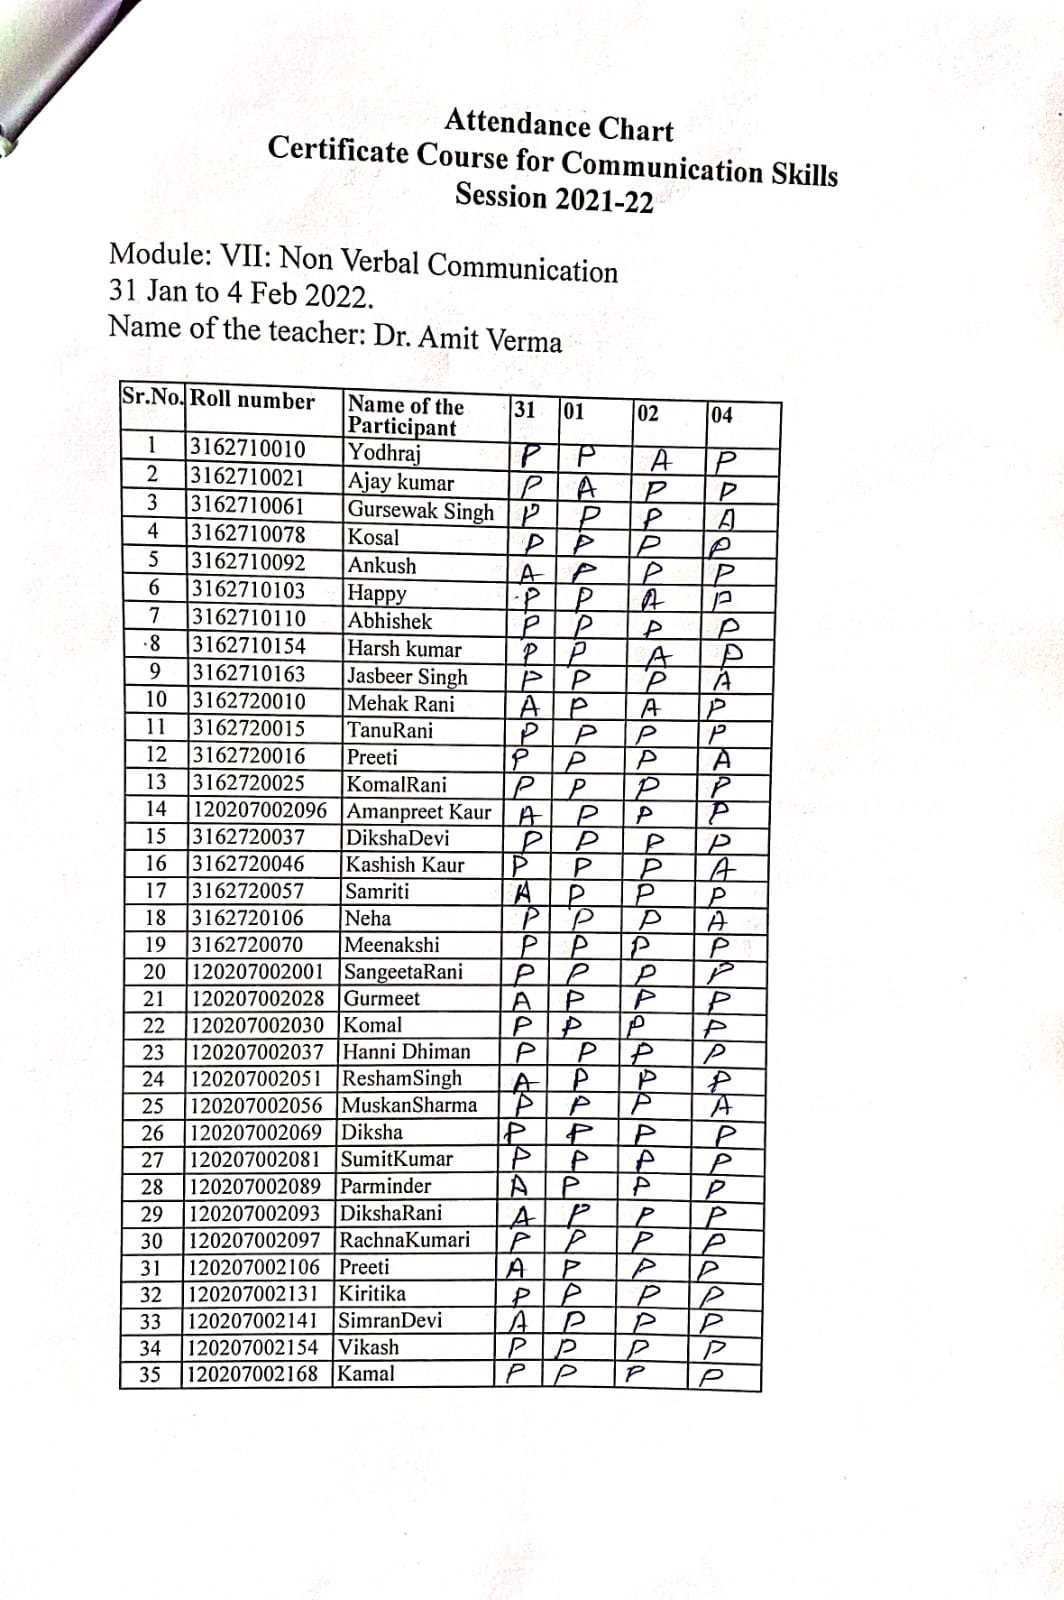 Attendance Chart
Certificate Course for Communication Skills
Session 2021-22
Module: VII: Non Verbal Communication
31 Jan to 4 Feb 2022.
Name of the teacher: Dr. Amit Verma
Sr.No. Roll number Name of the Participant 31 01 02 04
1 3162710010 Yodhraj P P A P
2 3162710021 Ajay kumar P A P P
3 3162710061 Gursewak Singh P P P A
4 3162710078 Kosal P P P P
5 3162710092 Ankush A P P P
6 3162710103 Happy P P A P
7 3162710110 Abhishek P P P P
8 3162710154 Harsh kumar P P A P
9 3162710163 Jasbeer Singh P P P A
10 3162720010 Mehak Rani A P A P
11 3162720015 TanuRani P P P P
12 3162720016 Preeti P P P A
13 3162720025 KomalRani P P P P
14 120207002096 Amanpreet Kaur A P P P
15 3162720037 DikshaDevi P P P P
16 3162720046 Kashish Kaur P P P A
17 3162720057 Samriti A P P P
18 3162720106 Neha P P P A
19 3162720070 Meenakshi P P P P
20 120207002001 SangeetaRani P P P P
21 120207002028 Gurmeet A P P P
22 120207002030 Komal P P P P
23 120207002037 Hanni Dhiman P P P P
24 120207002051 ReshamSingh A P P P
25 120207002056 MuskanSharma P P P A
26 120207002069 Diksha P P P P
27 120207002081 SumitKumar P P P P
28 120207002089 Parminder A P P P
29 120207002093 DikshaRani A P P P
30 120207002097 RachnaKumari P P P P
31 120207002106 Preeti A P P P
32 120207002131 Kiritika P P P P
33 120207002141 SimranDevi A P P P
34 120207002154 Vikash P P P P
35 120207002168 Kamal P P P P